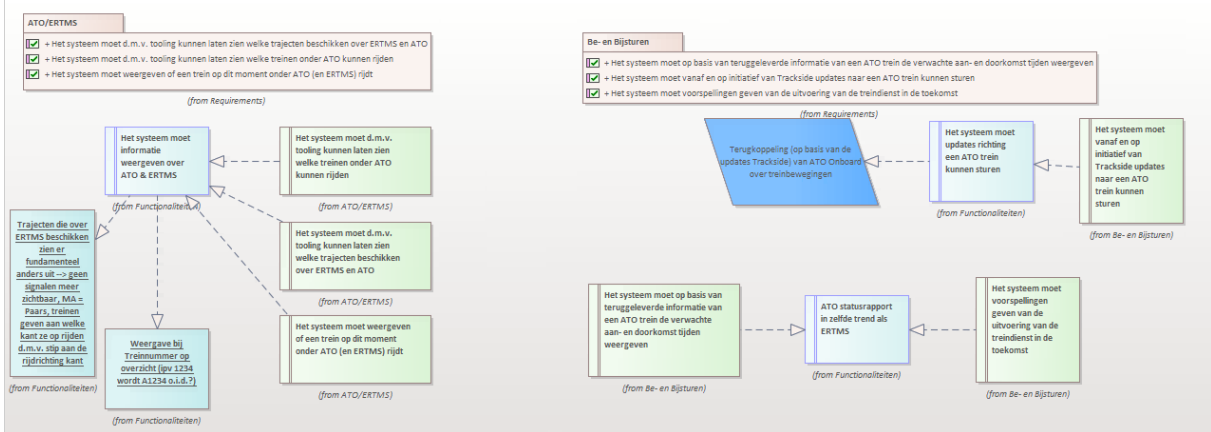 ATO/ERTMS
+ Het systeem moet d.m.v. tooling kunnen laten zien welke trajecten beschikken over ERTMS en ATO
+ Het systeem moet d.m.v. tooling kunnen laten zien welke treinen onder ATO kunnen rijden
+ Het systeem moet weergeven of een trein op dit moment onder ATO (en ERTMS) rijdt
(from Requirements)
Het systeem moet
informatie
weergeven over
ATO & ERTMS
(from Functionaliteiten)
Het systeem moet d.m.v.
tooling kunnen laten zien
welke treinen onder ATO
kunnen rijden
(from ATO/ERTMS)
Trajecten die over
ERTMS beschikken
zien er
fundamenteel
anders uit --> geen
signalen meer
zichtbaar, MA =
Paars, treinen
geven aan welke
kant ze op rijden
d.m.v. stip aan de
rijdrichting kant
(from Functionaliteiten)
Het systeem moet d.m.v.
tooling kunnen laten zien
welke trajecten beschikken
over ERTMS en ATO
(from ATO/ERTMS)
Weergave bij
Treinnummer op
overzicht (ipv 1234
wordt A1234 o.i.d.?)
(from Functionaliteiten)
Het systeem moet weergeven
of een trein op dit moment
onder ATO (en ERTMS) rijdt
(from ATO/ERTMS)
Be- en Bijsturen
+ Het systeem moet op basis van teruggeleverde informatie van een ATO trein de verwachte aan- en doorkomst tijden weergeven
+ Het systeem moet vanaf en op initiatief van Trackside updates naar een ATO trein kunnen sturen
+ Het systeem moet voorspellingen geven van de uitvoering van de treindienst in de toekomst
(from Requirements)
Terugkoppeling (op basis van de
updates Trackside) van ATO Onboard
over treinbewegingen
Het systeem moet
updates richting
een ATO trein
kunnen sturen
(from Functionaliteiten)
Het systeem moet
vanaf en op
initiatief van
Trackside updates
naar een ATO
trein kunnen
sturen
(from Be- en Bijsturen)
Het systeem moet op basis van
teruggeleverde informatie van
een ATO trein de verwachte
aan- en doorkomst tijden
weergeven
(from Be- en Bijsturen)
ATO statusrapport
in zelfde trend als
ERTMS
(from Functionaliteiten)
Het systeem moet
voorspellingen
geven van de
uitvoering van de
treindienst in de
toekomst
(from Be- en Bijsturen)